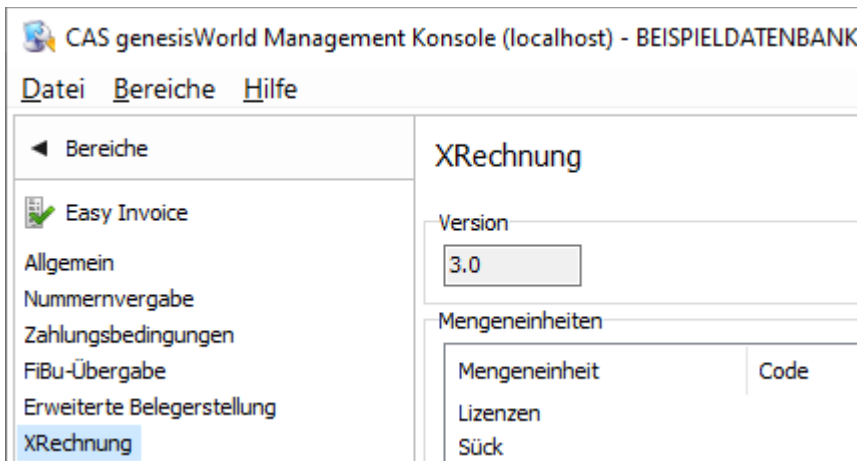 CAS genesisWorld Management Konsole (localhost) - BEISPIELDATENBANK
Datei Bereiche Hilfe
Bereiche
Easy Invoice
Allgemein
Nummernvergabe
Zahlungsbedingungen
FiBu-Übergabe
Erweiterte Belegerstellung
XRechnung
XRechnung
Version
3.0
Mengeneinheiten
Mengeneinheit Code
Lizenzen
Sück